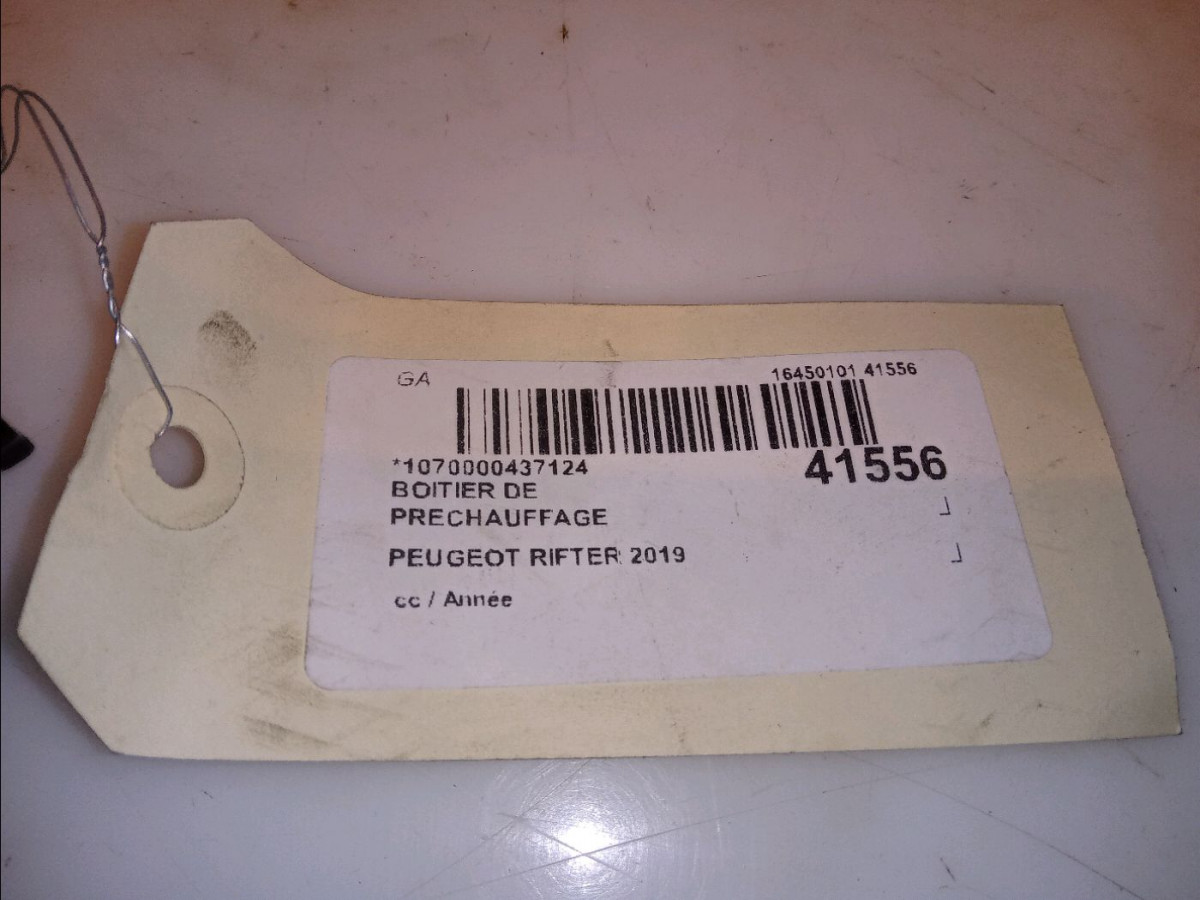 GA
16450101 41556
*1070000437124
41556
BOITIER DE
PRECHAUFFAGE
PEUGEOT RIFTER 2019
cc / Année